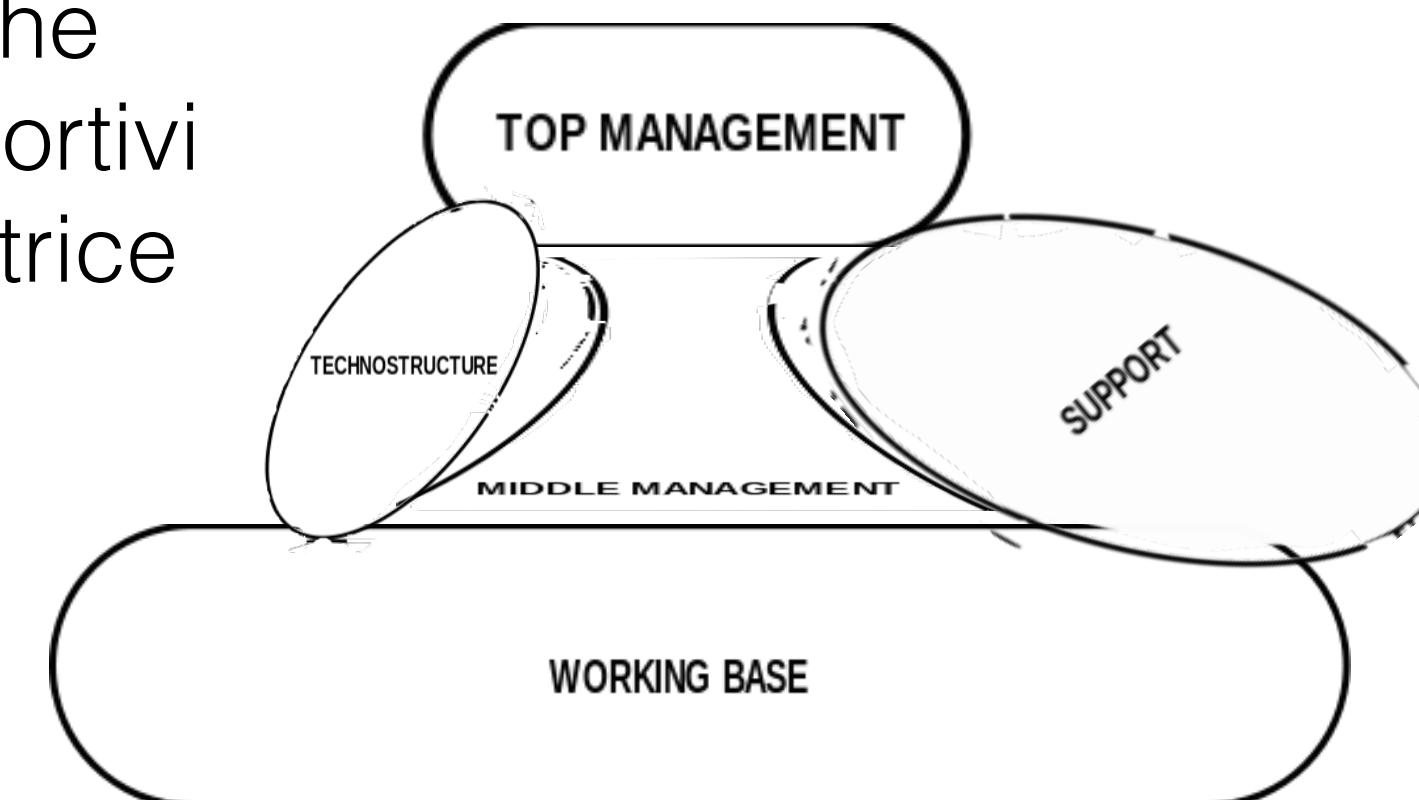 he
ortivi
trice
TOP MANAGEMENT
TECHNOSTRUCTURE
SUPPORT
MIDDLE MANAGEMENT
WORKING BASE